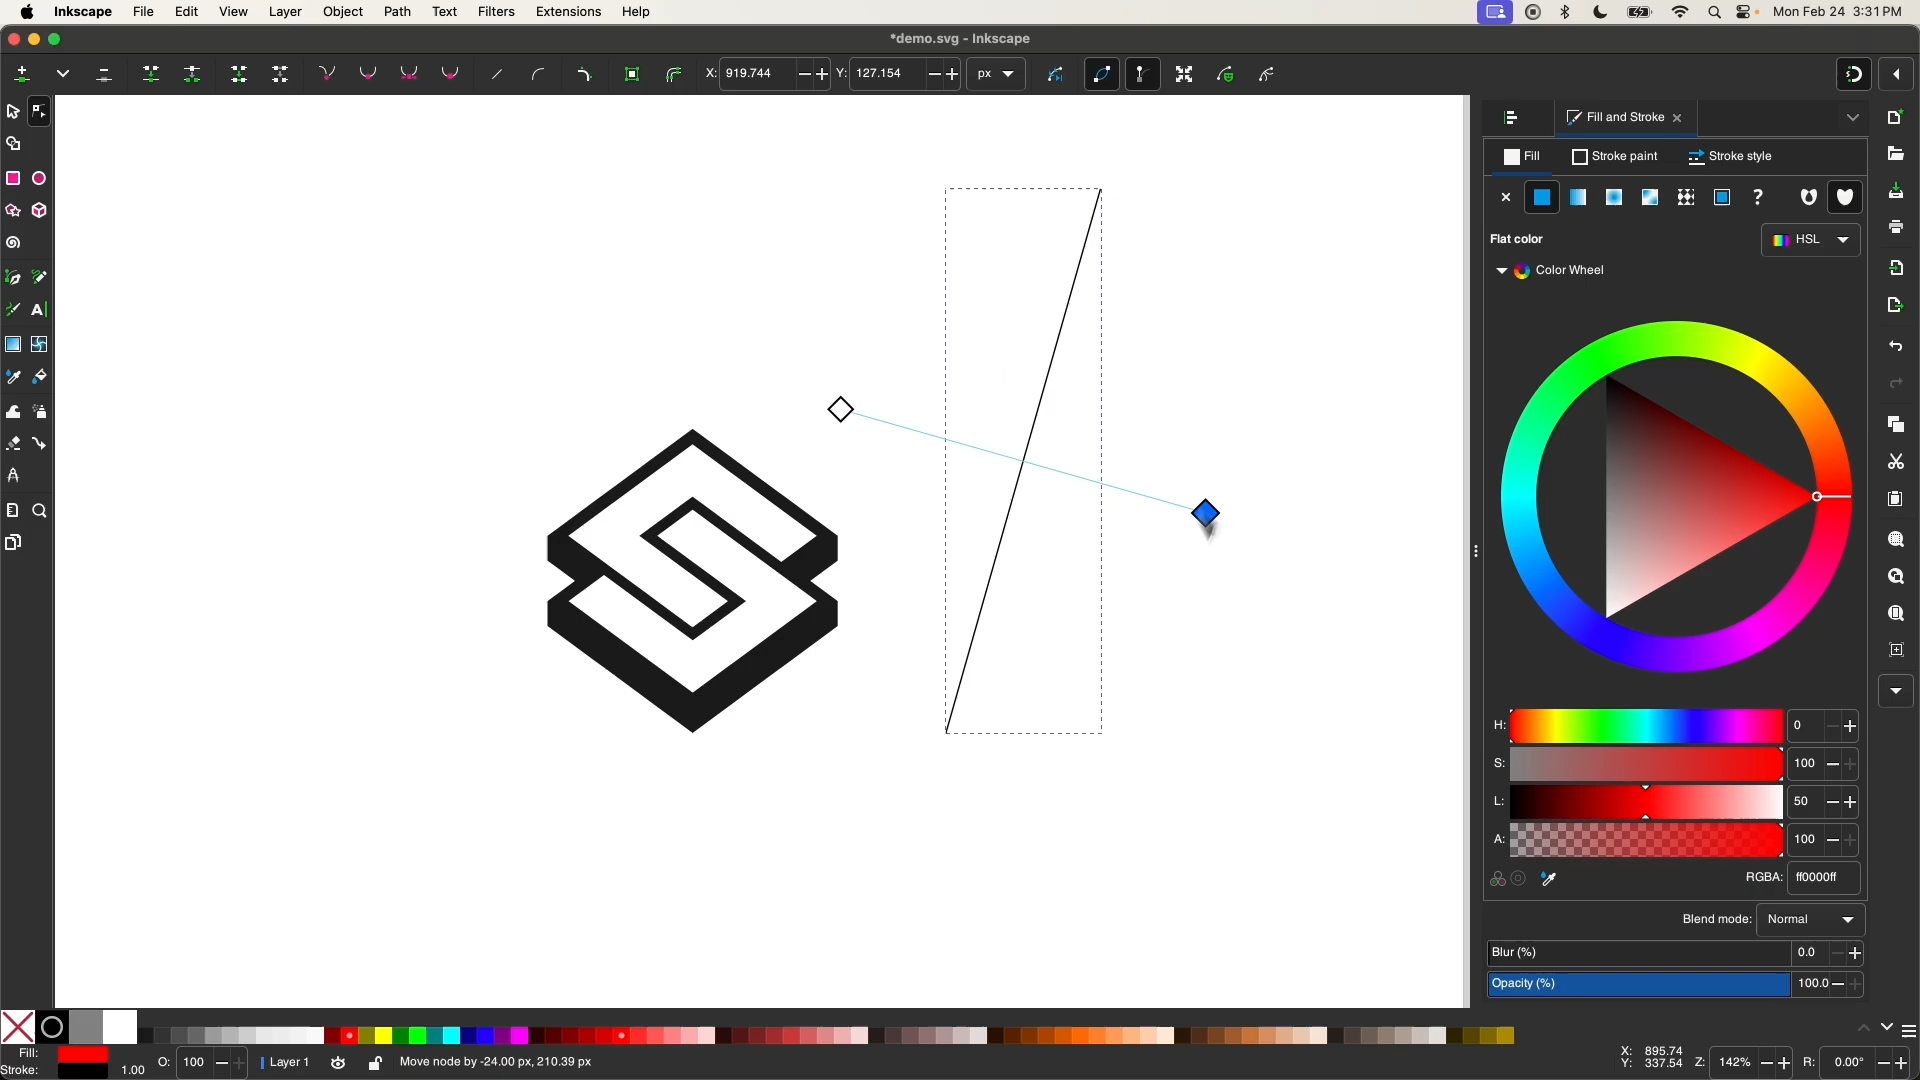 Inkscape File Edit View Layer Object Path Text Filters Extensions Help Mon Feb 24 3:31 PM
*demo.svg - Inkscape
X: 919.744 Y: 127.154 px
Fill and Stroke
Fill Stroke paint Stroke style
?
Flat color HSL
Color Wheel
H: 0
S: 100
L: 50
A: 100
RGBA: ff0000ff
Blend mode: Normal
Blur (%) 0.0
Opacity (%) 100.0
Fill:
Stroke: 1.00
O: 100
Layer 1
Move node by -24.00 px, 210.39 px
X: 895.74
Y: 337.54
Z: 142%
R: 0.00°